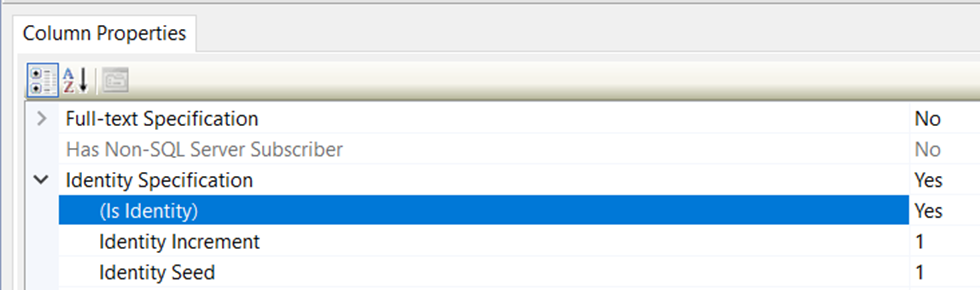 Column Properties
A
Z
Full-text Specification No
Has Non-SQL Server Subscriber No
Identity Specification Yes
(Is Identity) Yes
Identity Increment 1
Identity Seed 1